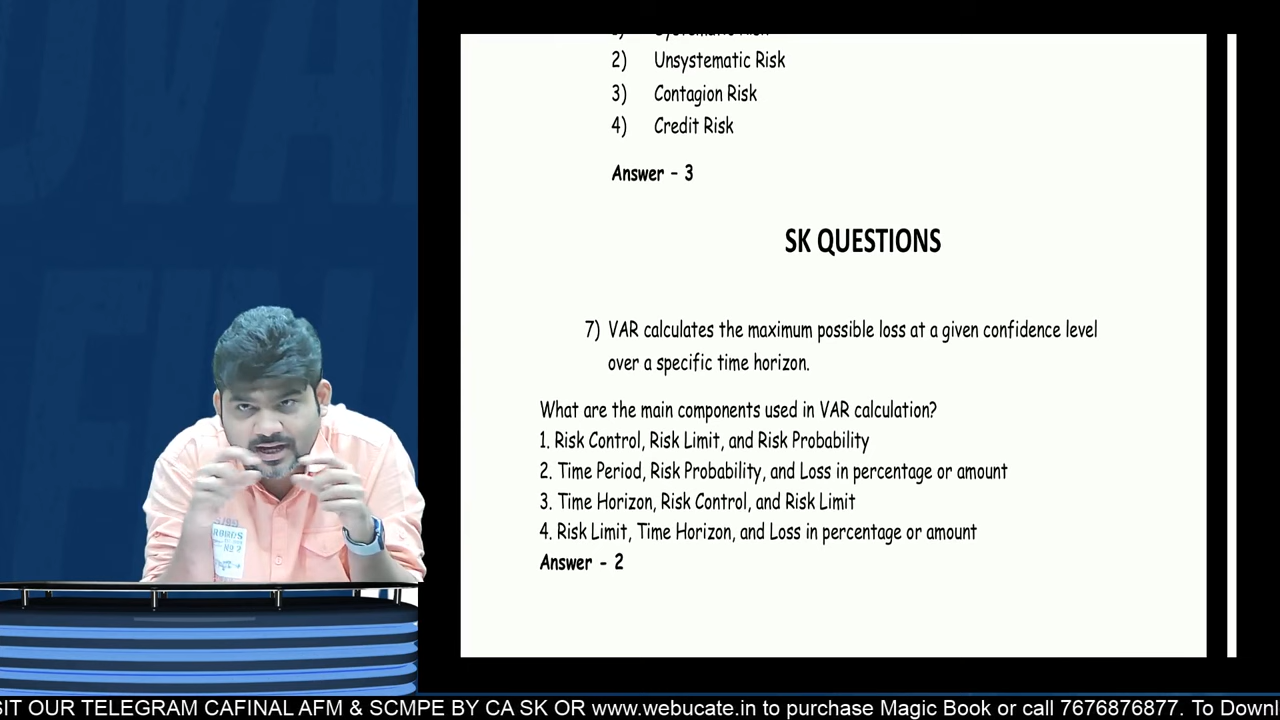 2) Unsystematic Risk
3) Contagion Risk
4) Credit Risk
Answer – 3
SK QUESTIONS
7) VAR calculates the maximum possible loss at a given confidence level
over a specific time horizon.
What are the main components used in VAR calculation?
1. Risk Control, Risk Limit, and Risk Probability
2. Time Period, Risk Probability, and Loss in percentage or amount
3. Time Horizon, Risk Control, and Risk Limit
4. Risk Limit, Time Horizon, and Loss in percentage or amount
Answer - 2
SIT OUR TELEGRAM CAFINAL AFM & SCMPE BY CA SK OR www.webucate.in to purchase Magic Book or call 7676876877. To Downl